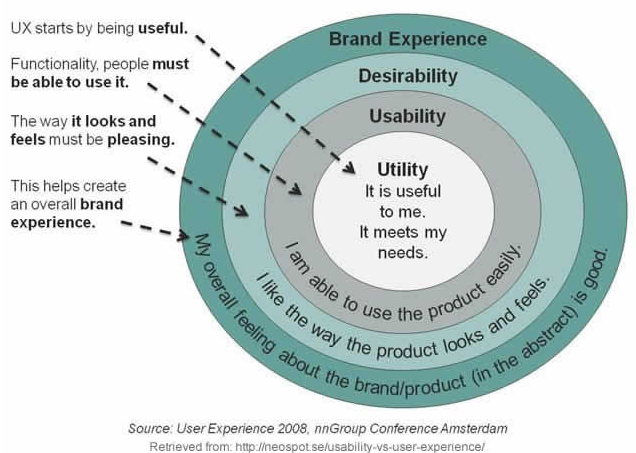 UX starts by being useful.
Functionality, people must
be able to use it.
The way it looks and
feels must be pleasing.
This helps create
an overall brand
experience.
Brand Experience
Desirability
Usability
Utility
It is useful
to me.
It meets my
needs.
I am able to use the product easily.
I like the way the product looks and feels.
My overall feeling about the brand/product (in the abstract) is good.
Source: User Experience 2008, nnGroup Conference Amsterdam
Retrieved from: http://neospot.se/usability-vs-user-experience/